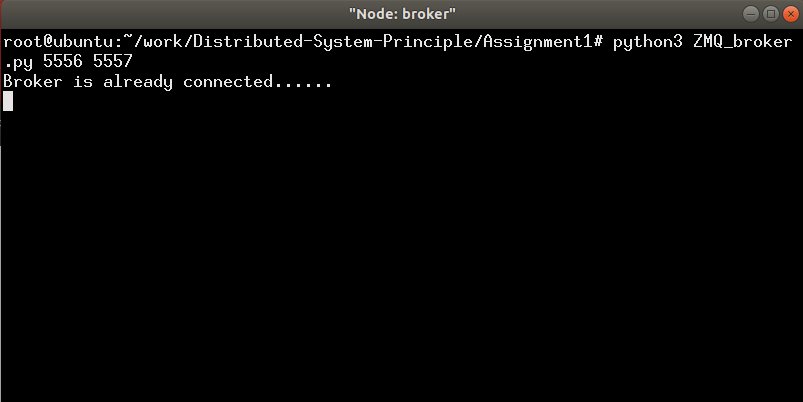 "Node: broker"
root@ubuntu:~/work/Distributed-System-Principle/Assignment1# python3 ZMQ_broker
.py 5556 5557
Broker is already connected......